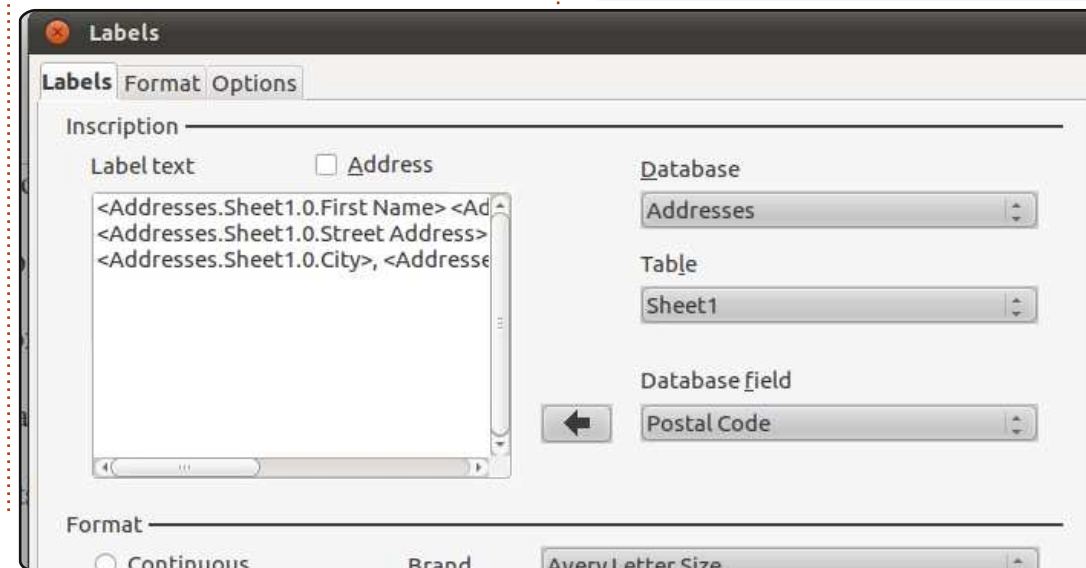 Labels
Labels Format Options
Inscription
Label text
Address
<Addresses.Sheet1.0.First Name> <Ad
<Addresses.Sheet1.0.Street Address>
<Addresses.Sheet1.0.City>, <Addresse
Database
Addresses
Table
Sheet1
Database field
Postal Code
Format
Continuous
Brand
Avery Letter Size